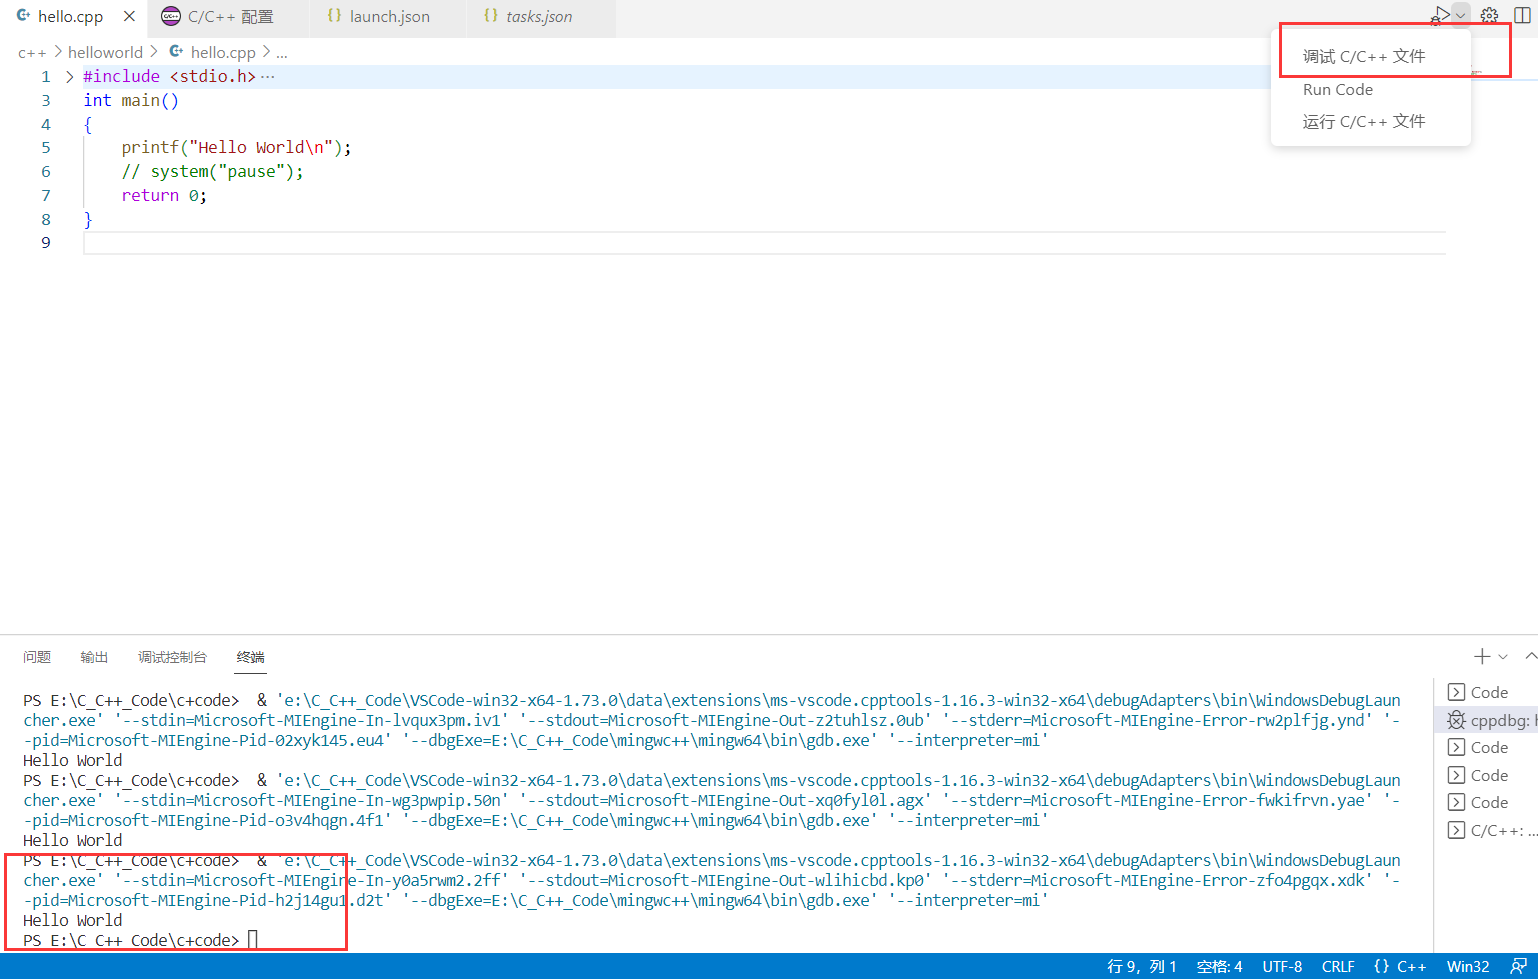 hello.cpp C/C++ 配置 launch.json tasks.json
c++ > helloworld > hello.cpp > ...
调试 C/C++ 文件
Run Code
运行 C/C++ 文件
1 #include <stdio.h>···
3 int main()
4 {
5 printf("Hello World\n");
6 // system("pause");
7 return 0;
8 }
9
问题 输出 调试控制台 终端
PS E:\C_C++_Code\c+code> & 'e:\C_C++_Code\VSCode-win32-x64-1.73.0\data\extensions\ms-vscode.cpptools-1.16.3-win32-x64\debugAdapters\bin\WindowsDebugLaun
cher.exe' '--stdin=Microsoft-MIEngine-In-lvqux3pm.iv1' '--stdout=Microsoft-MIEngine-Out-z2tuhlsz.0ub' '--stderr=Microsoft-MIEngine-Error-rw2plfjg.ynd' '-
-pid=Microsoft-MIEngine-Pid-02xyk145.eu4' '--dbgExe=E:\C_C++_Code\mingwc++\mingw64\bin\gdb.exe' '--interpreter=mi'
Hello World
PS E:\C_C++_Code\c+code> & 'e:\C_C++_Code\VSCode-win32-x64-1.73.0\data\extensions\ms-vscode.cpptools-1.16.3-win32-x64\debugAdapters\bin\WindowsDebugLaun
cher.exe' '--stdin=Microsoft-MIEngine-In-wg3pwpip.50n' '--stdout=Microsoft-MIEngine-Out-xq0fyl0l.agx' '--stderr=Microsoft-MIEngine-Error-fwkifrvn.yae' '-
-pid=Microsoft-MIEngine-Pid-o3v4hqgn.4f1' '--dbgExe=E:\C_C++_Code\mingwc++\mingw64\bin\gdb.exe' '--interpreter=mi'
Hello World
PS E:\C_C++_Code\c+code> & 'e:\C_C++_Code\VSCode-win32-x64-1.73.0\data\extensions\ms-vscode.cpptools-1.16.3-win32-x64\debugAdapters\bin\WindowsDebugLaun
cher.exe' '--stdin=Microsoft-MIEngine-In-y0a5rwm2.2ff' '--stdout=Microsoft-MIEngine-Out-wlihicbd.kp0' '--stderr=Microsoft-MIEngine-Error-zfo4pgqx.xdk' '-
-pid=Microsoft-MIEngine-Pid-h2j14gu1.d2t' '--dbgExe=E:\C_C++_Code\mingwc++\mingw64\bin\gdb.exe' '--interpreter=mi'
Hello World
PS E:\C_C++_Code\c+code>
Code
cppdbg:
Code
Code
Code
C/C++: ...
行 9，列 1 空格: 4 UTF-8 CRLF {} C++ Win32